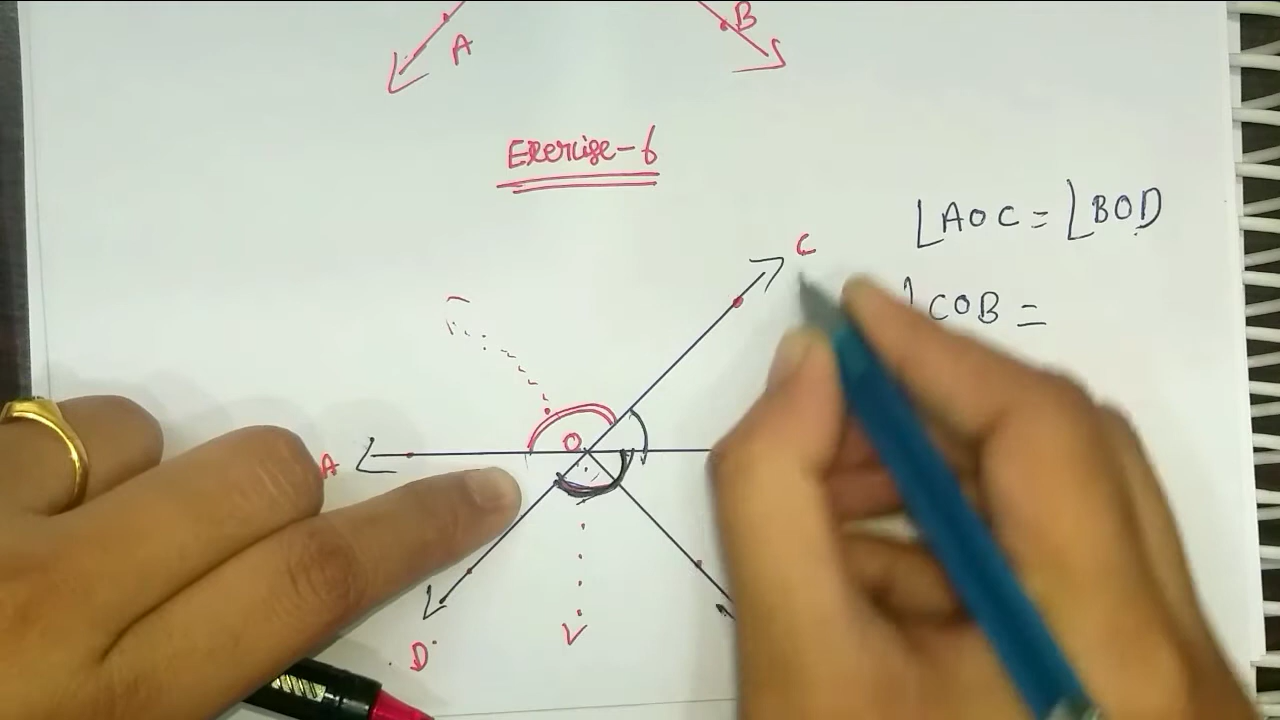 A B
Exercise-6
∠AOC = ∠BOD
C
∠COB =
O
A
D